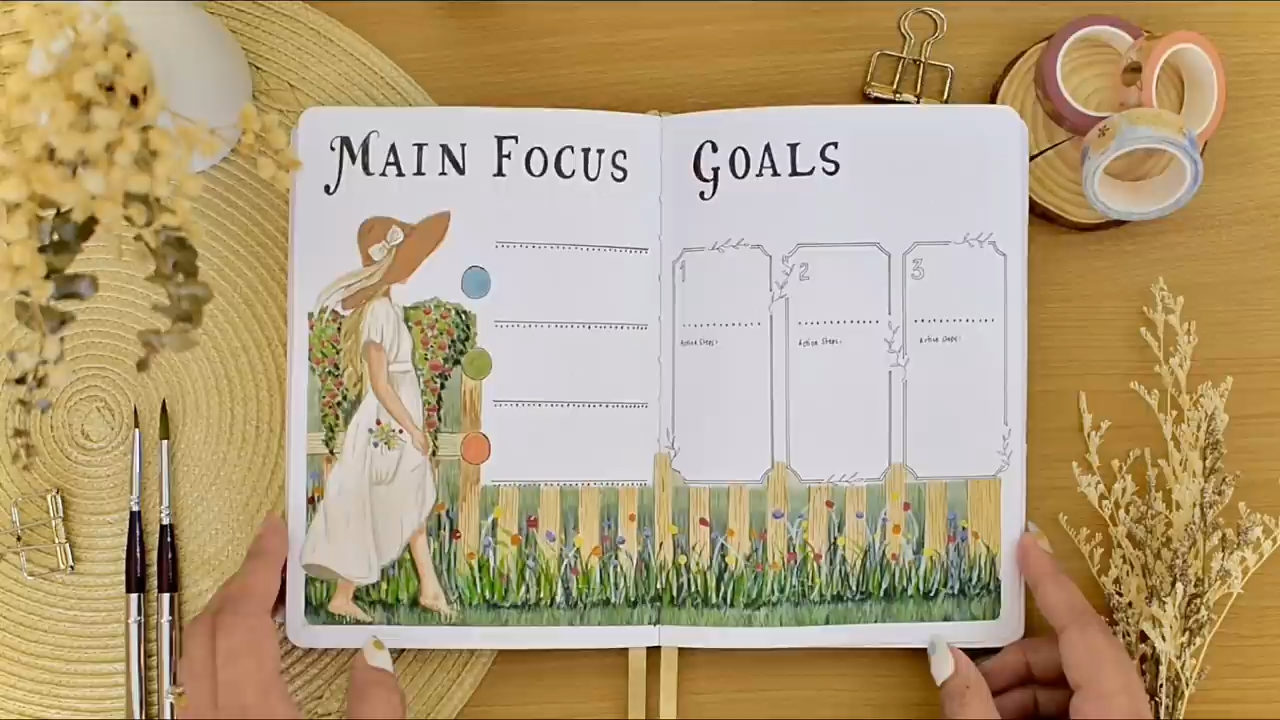 MAIN FOCUS
GOALS
1
2
3
Action Steps:
Action Steps:
Action Steps: